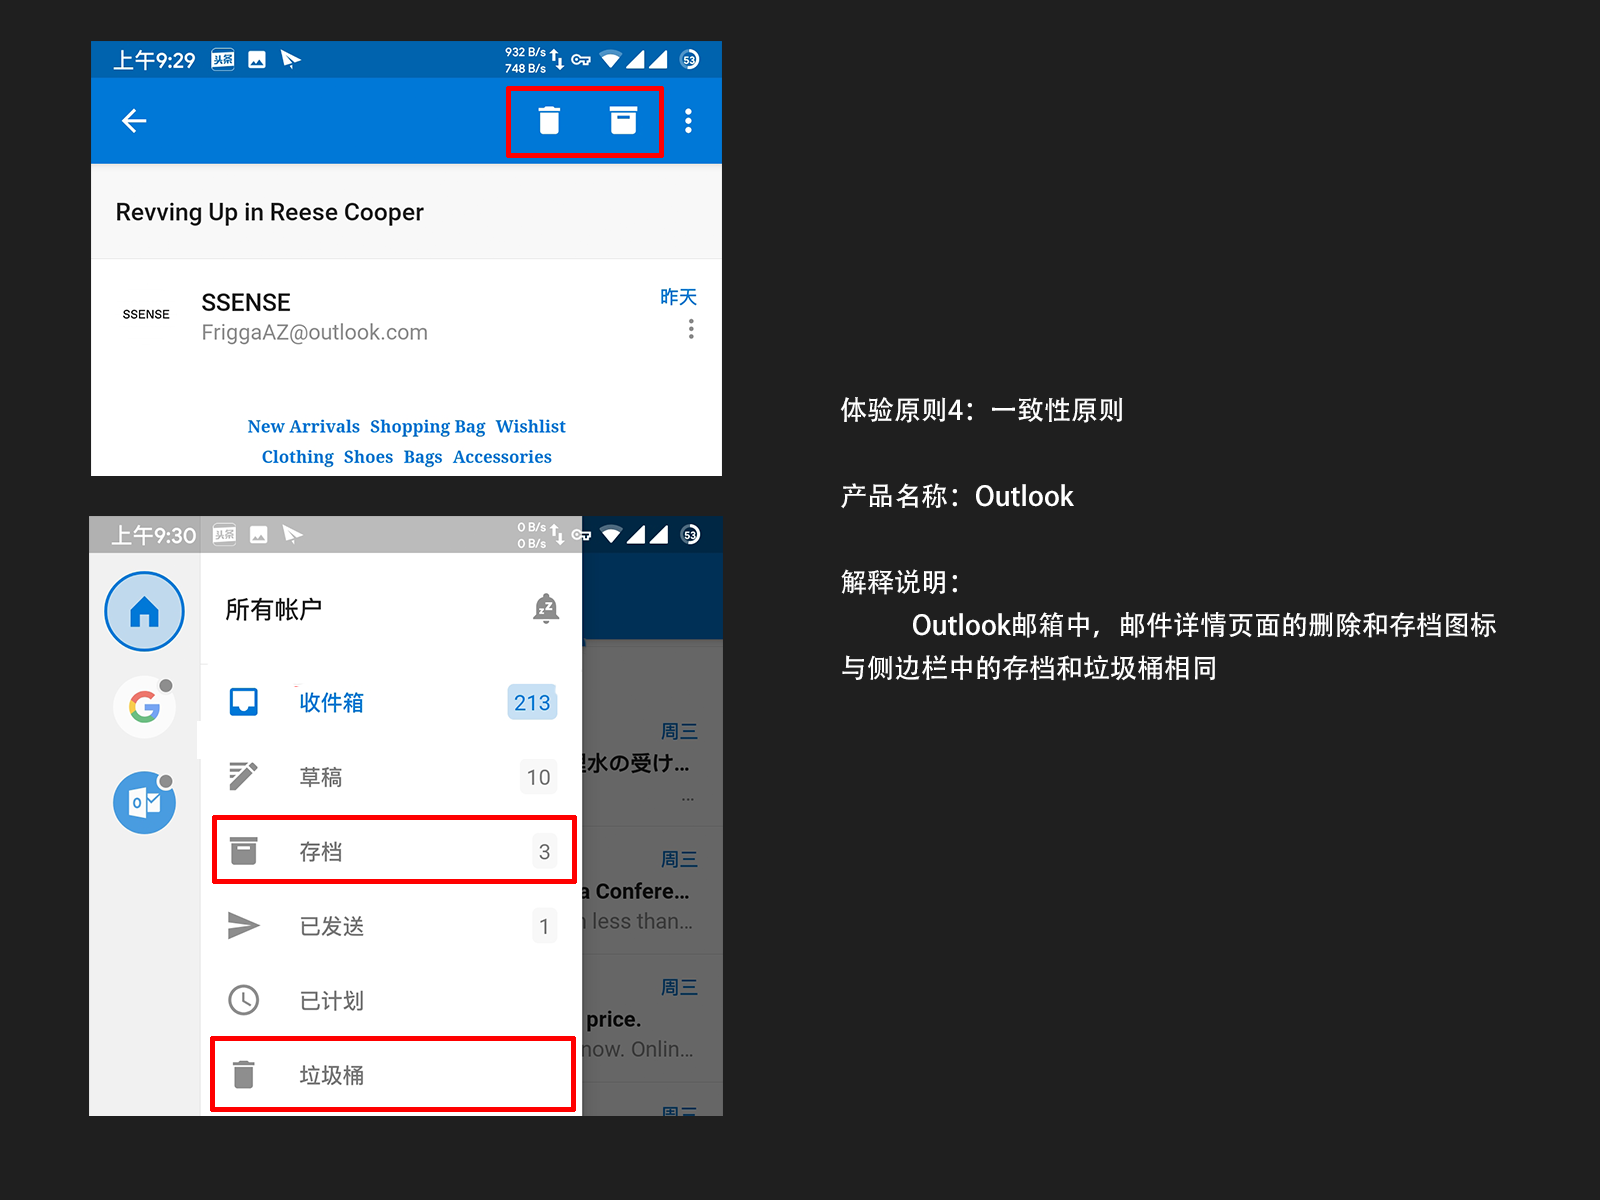 上午9:29 头条 932 B/s 748 B/s 53
Revving Up in Reese Cooper
SSENSE
SSENSE
昨天
FriggaAZ@outlook.com
New Arrivals Shopping Bag Wishlist
Clothing Shoes Bags Accessories
上午9:30 头条 0 B/s 0 B/s 53
所有帐户
收件箱 213
草稿 10
存档 3
已发送 1
已计划
垃圾桶
周三
水の受け...
...
周三
a Confere...
less than...
周三
price.
now. Onlin...
周三
体验原则4：一致性原则
产品名称：Outlook
解释说明：
Outlook邮箱中，邮件详情页面的删除和存档图标
与侧边栏中的存档和垃圾桶相同